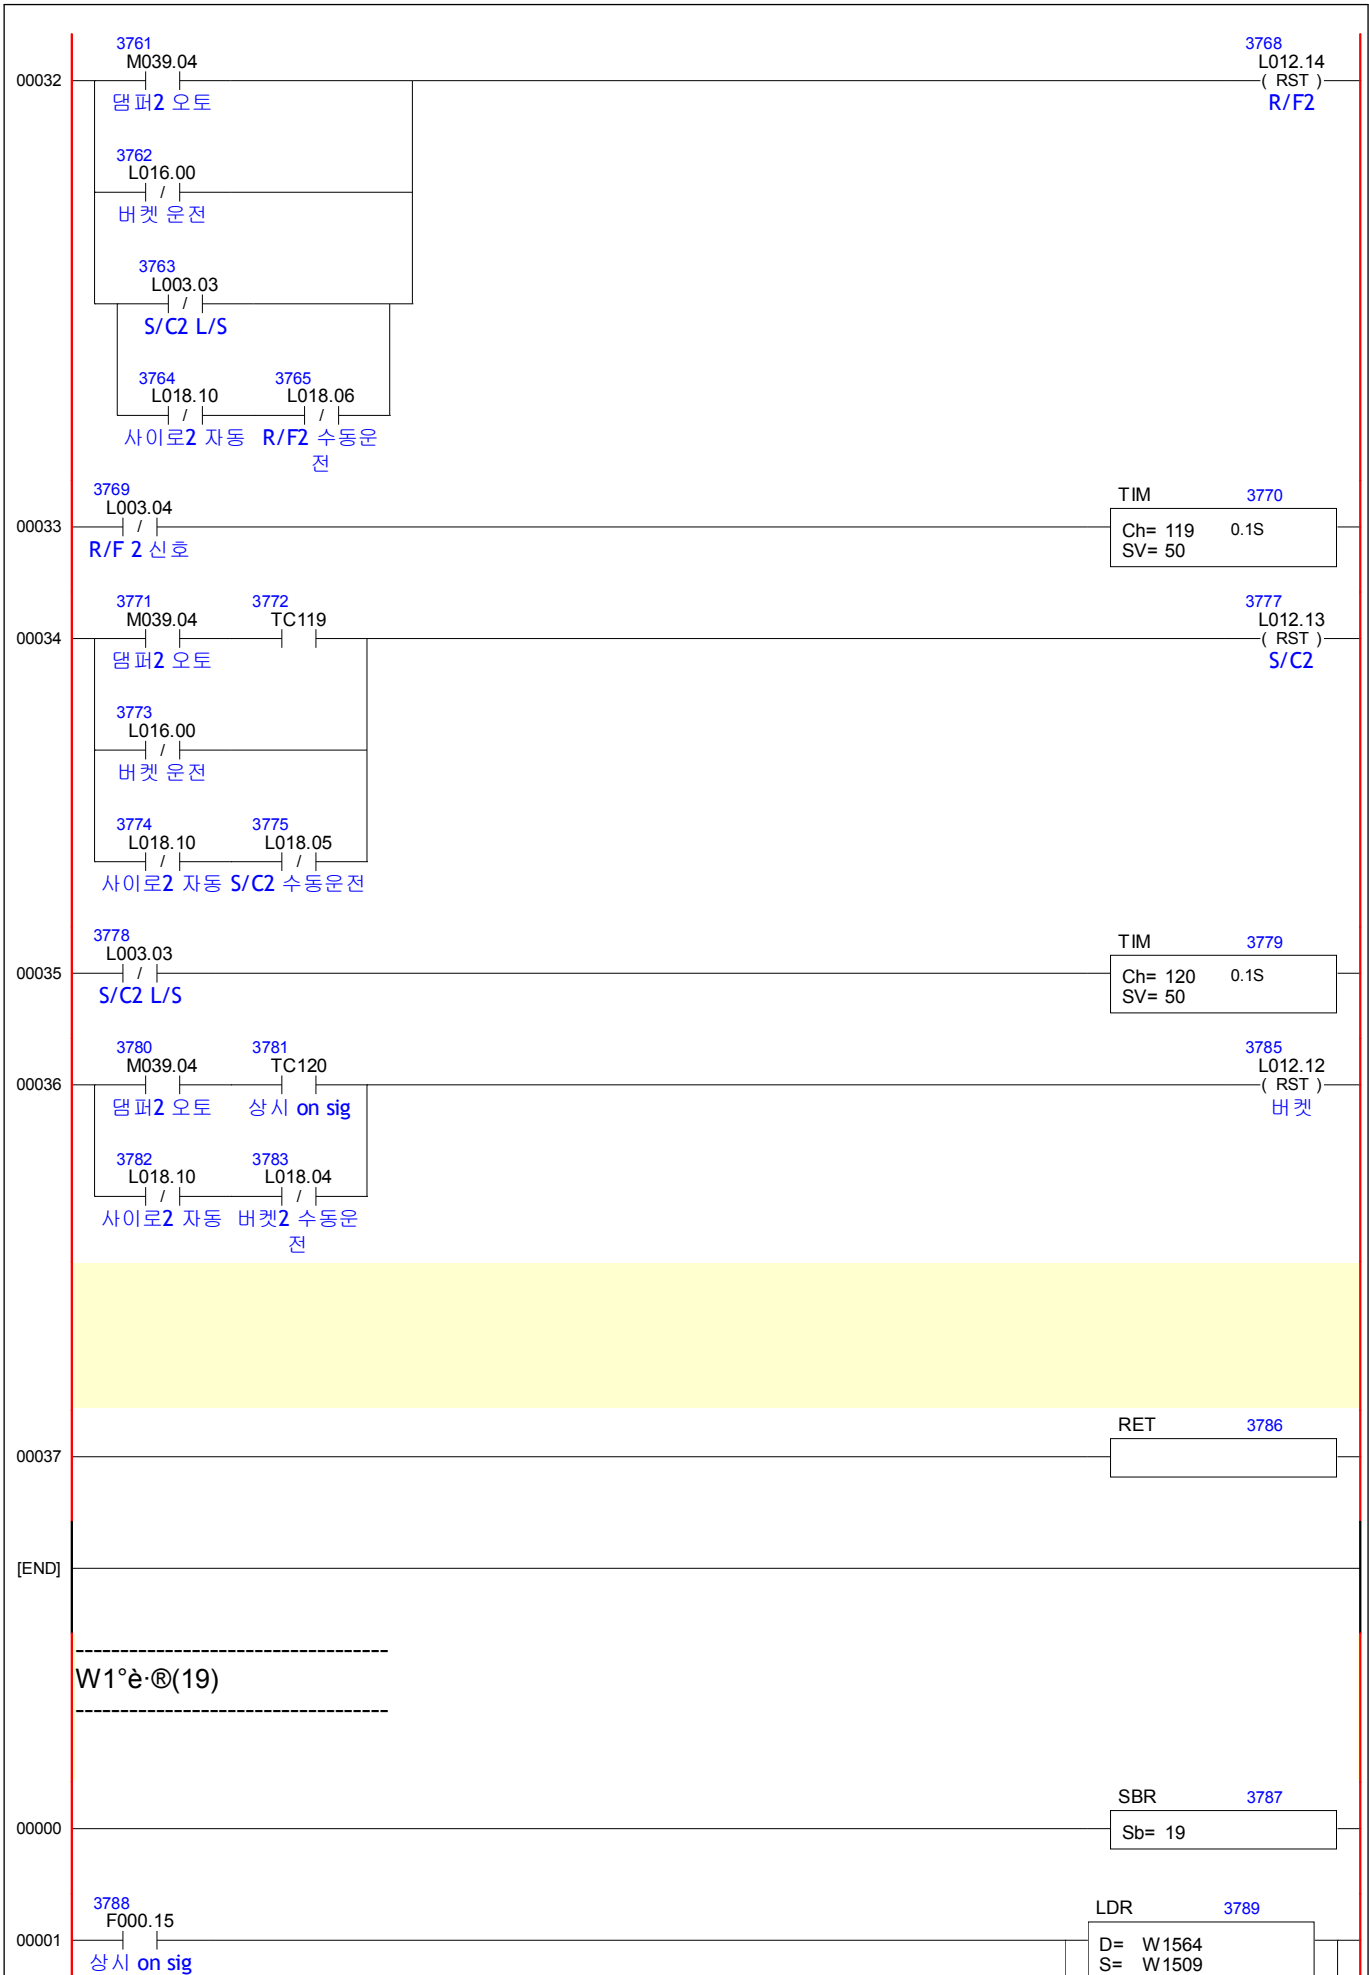 3761
M039.04
댐퍼2 오토
3768
L012.14
00032
( RST )
R/F2
3762
L016.00
/
버켓 운전
3763
L003.03
/
S/C2 L/S
3764 3765
L018.10 L018.06
/ /
사이로2 자동 R/F2 수동운
전
3769
L003.04
00033
/
R/F 2 신호
TIM 3770
Ch= 119 0.1S
SV= 50
3771 3772 3777
M039.04 TC119 L012.13
00034 ( RST )
댐퍼2 오토 S/C2
3773
L016.00
/
버켓 운전
3774 3775
L018.10 L018.05
/ /
사이로2 자동 S/C2 수동운전
3778
L003.03
00035
/
S/C2 L/S
TIM 3779
Ch= 120 0.1S
SV= 50
3780 3781 3785
M039.04 TC120 L012.12
00036 ( RST )
댐퍼2 오토 상시 on sig 버켓
3782 3783
L018.10 L018.04
/ /
사이로2 자동 버켓2 수동운
전
RET 3786
00037
[END]
----------------------------------
W1°è·®(19)
----------------------------------
SBR 3787
00000 Sb= 19
3788
F000.15
00001
상시 on sig
LDR 3789
D= W1564
S= W1509